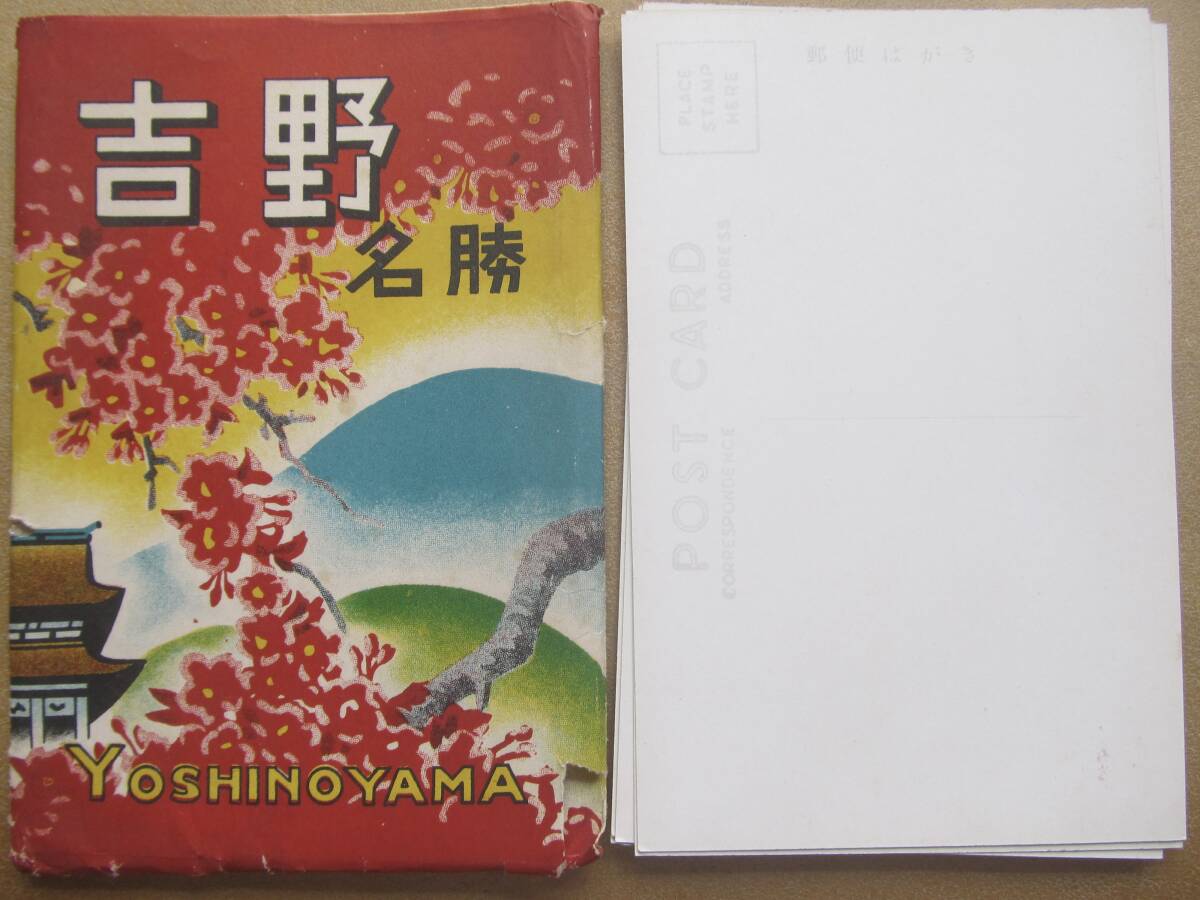 吉野
名勝
YOSHINOYAMA
郵便はがき
PLACE
STAMP
HERE
POST CARD
CORRESPONDENCE
ADDRESS